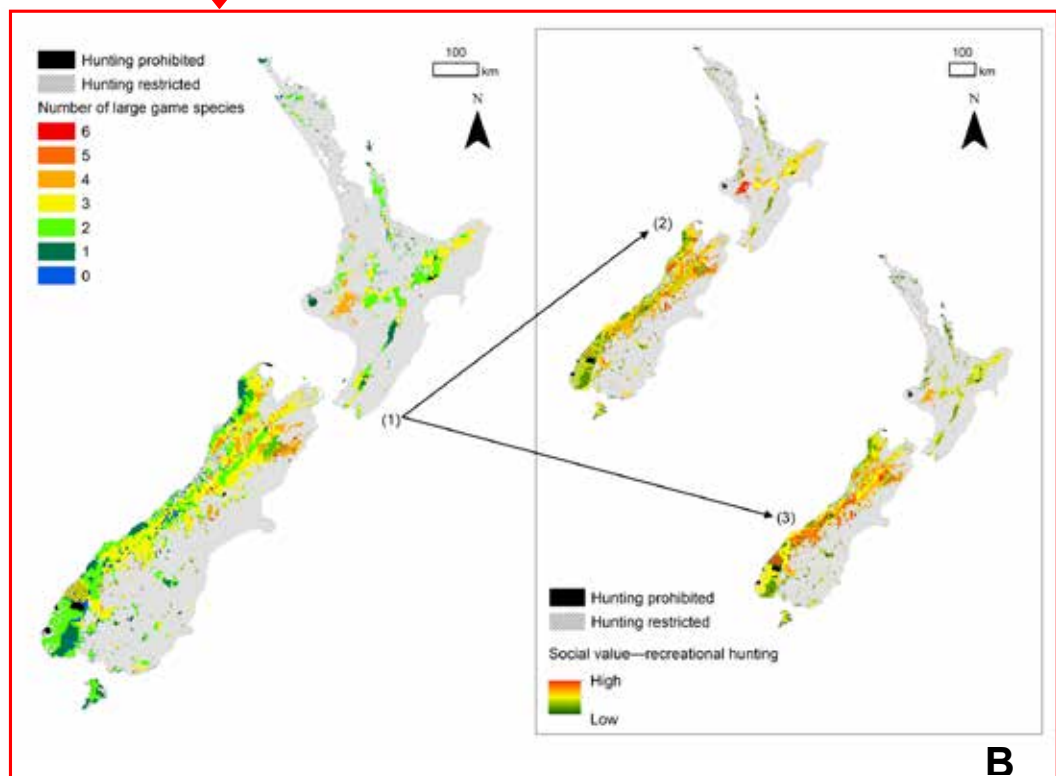 Hunting prohibited
Hunting restricted
Number of large game species
6
5
4
3
2
1
0
100
km
N
(1)
100
km
N
(2)
(3)
Hunting prohibited
Hunting restricted
Social value—recreational hunting
High
Low
B